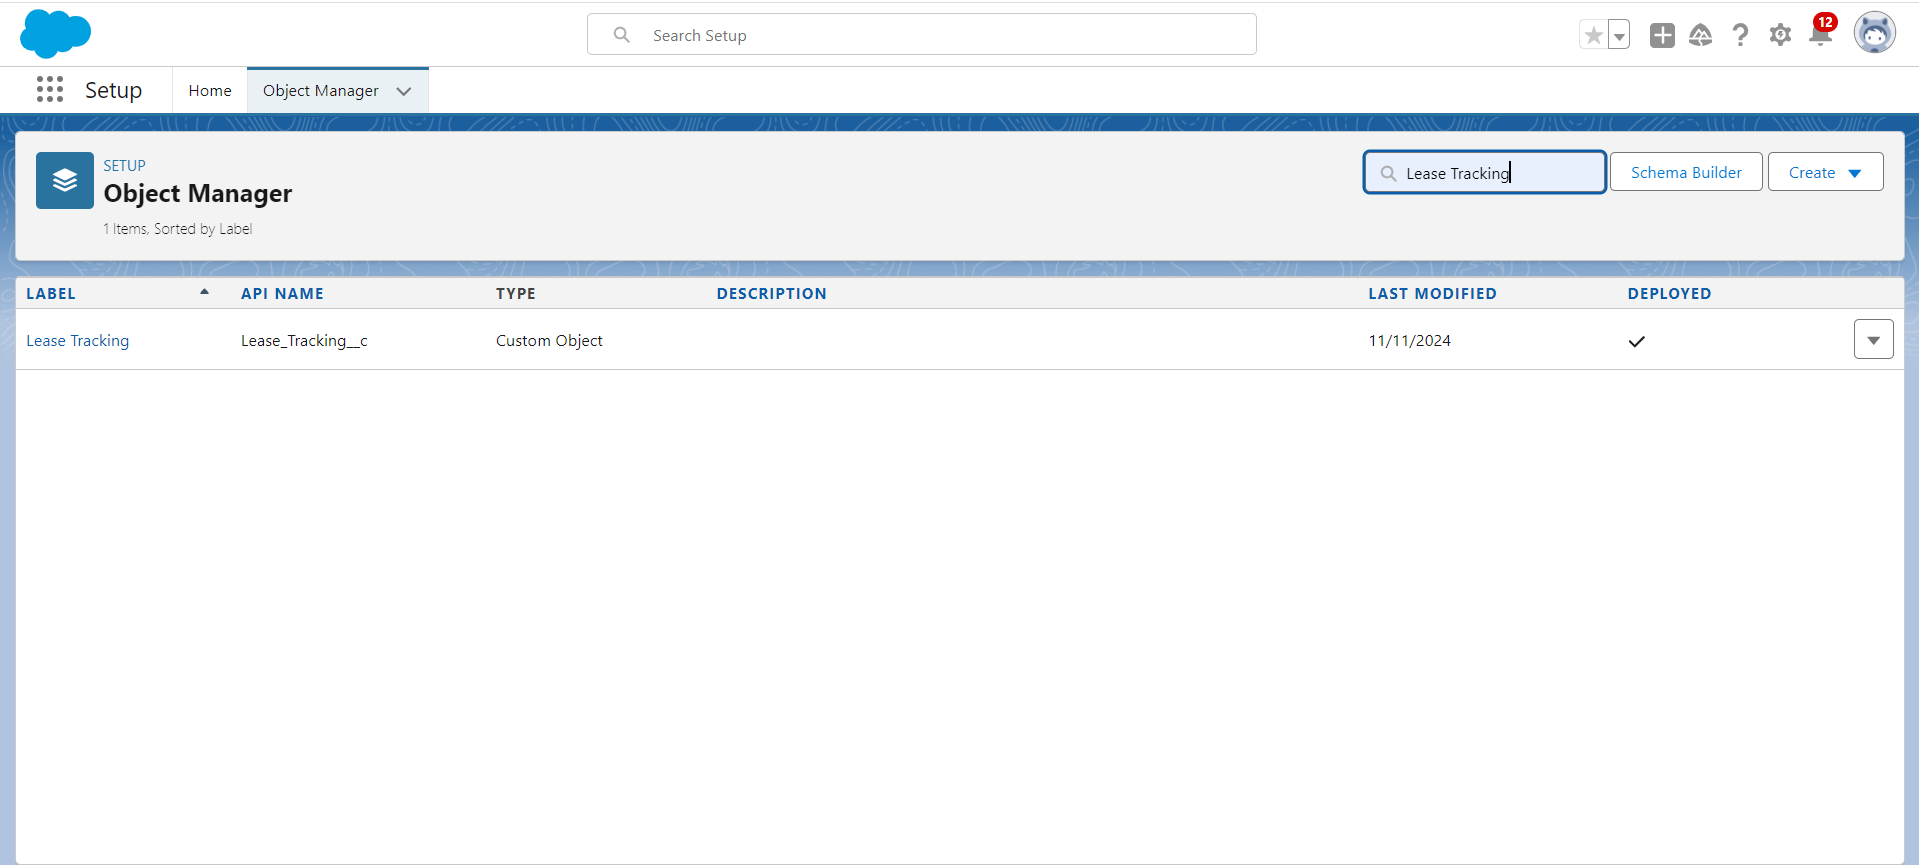 Search Setup
12
Setup
Home
Object Manager
SETUP
Object Manager
1 Items, Sorted by Label
Lease Tracking
Schema Builder
Create
LABEL API NAME TYPE DESCRIPTION LAST MODIFIED DEPLOYED
Lease Tracking Lease_Tracking__c Custom Object 11/11/2024